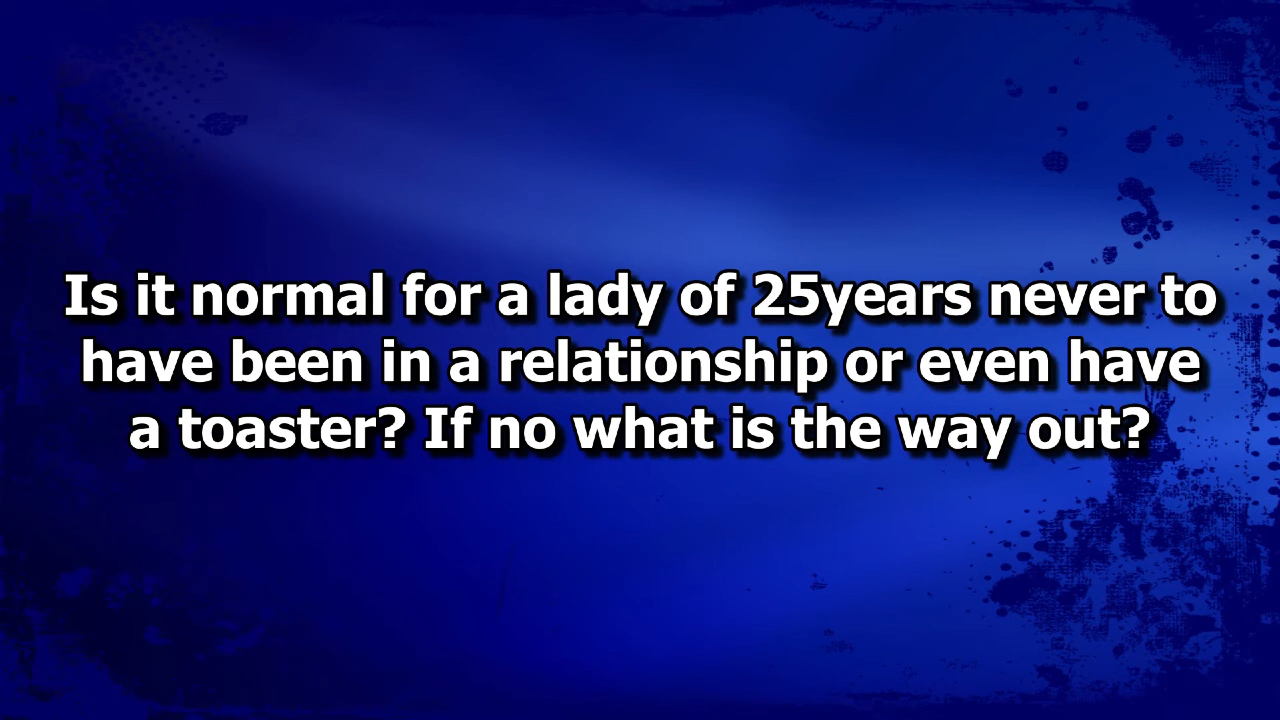 Is it normal for a lady of 25years never to
have been in a relationship or even have
a toaster? If no what is the way out?